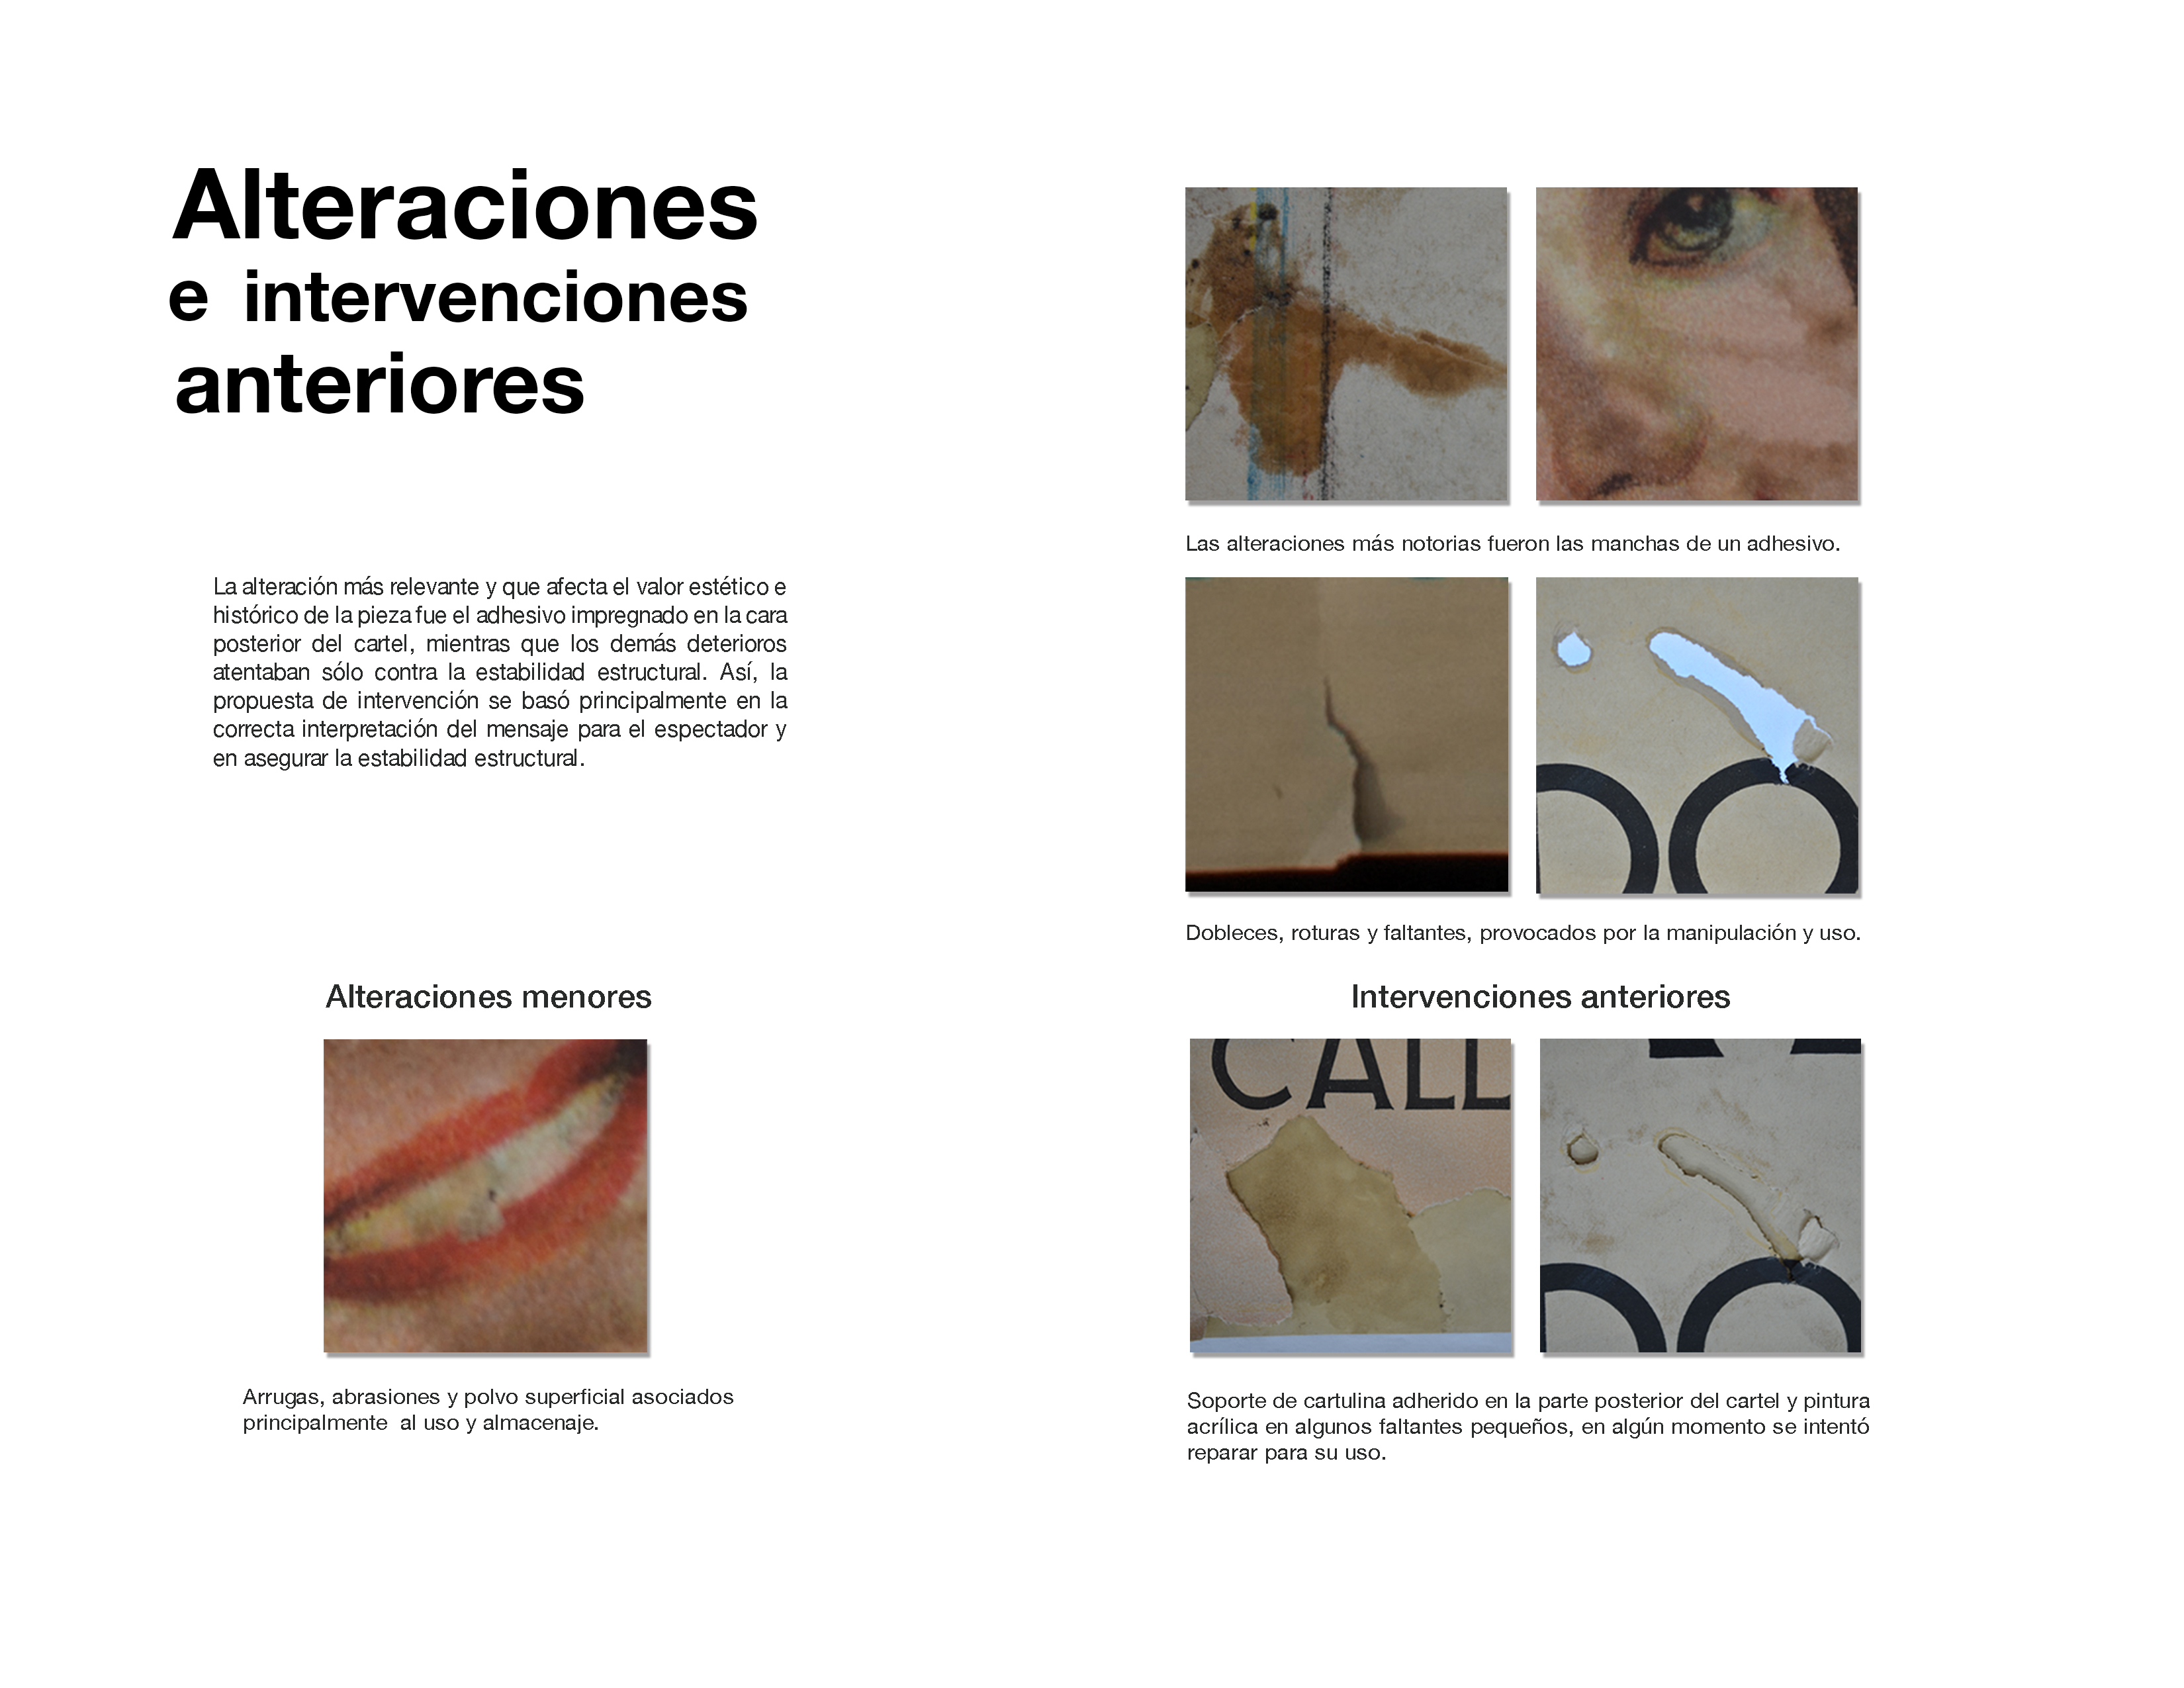 Alteraciones
e intervenciones
anteriores
La alteración más relevante y que afecta el valor estético e
histórico de la pieza fue el adhesivo impregnado en la cara
posterior del cartel, mientras que los demás deterioros
atentaban sólo contra la estabilidad estructural. Así, la
propuesta de intervención se basó principalmente en la
correcta interpretación del mensaje para el espectador y
en asegurar la estabilidad estructural.
Alteraciones menores
Arrugas, abrasiones y polvo superficial asociados
principalmente al uso y almacenaje.
Las alteraciones más notorias fueron las manchas de un adhesivo.
Dobleces, roturas y faltantes, provocados por la manipulación y uso.
Intervenciones anteriores
CALD
Soporte de cartulina adherido en la parte posterior del cartel y pintura
acrílica en algunos faltantes pequeños, en algún momento se intentó
reparar para su uso.